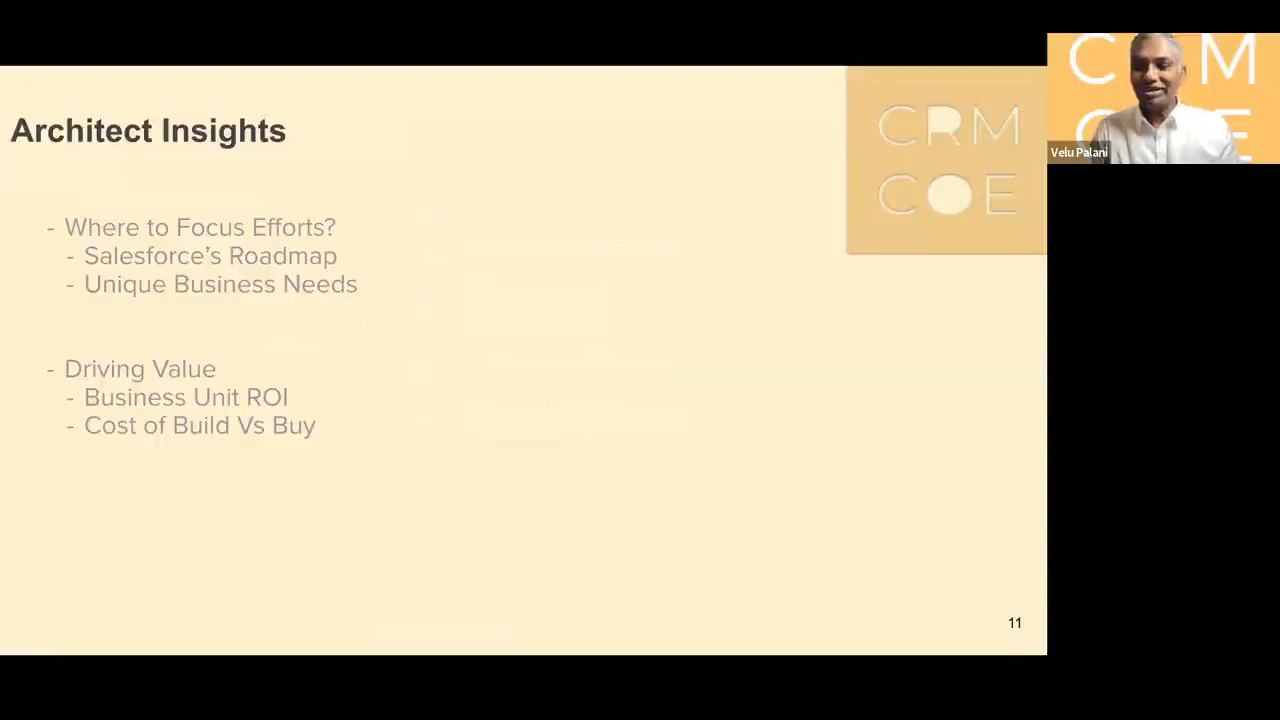 Architect Insights
- Where to Focus Efforts?
- Salesforce’s Roadmap
- Unique Business Needs
- Driving Value
- Business Unit ROI
- Cost of Build Vs Buy
CRM
COE
11
C M
C E
Velu Palani